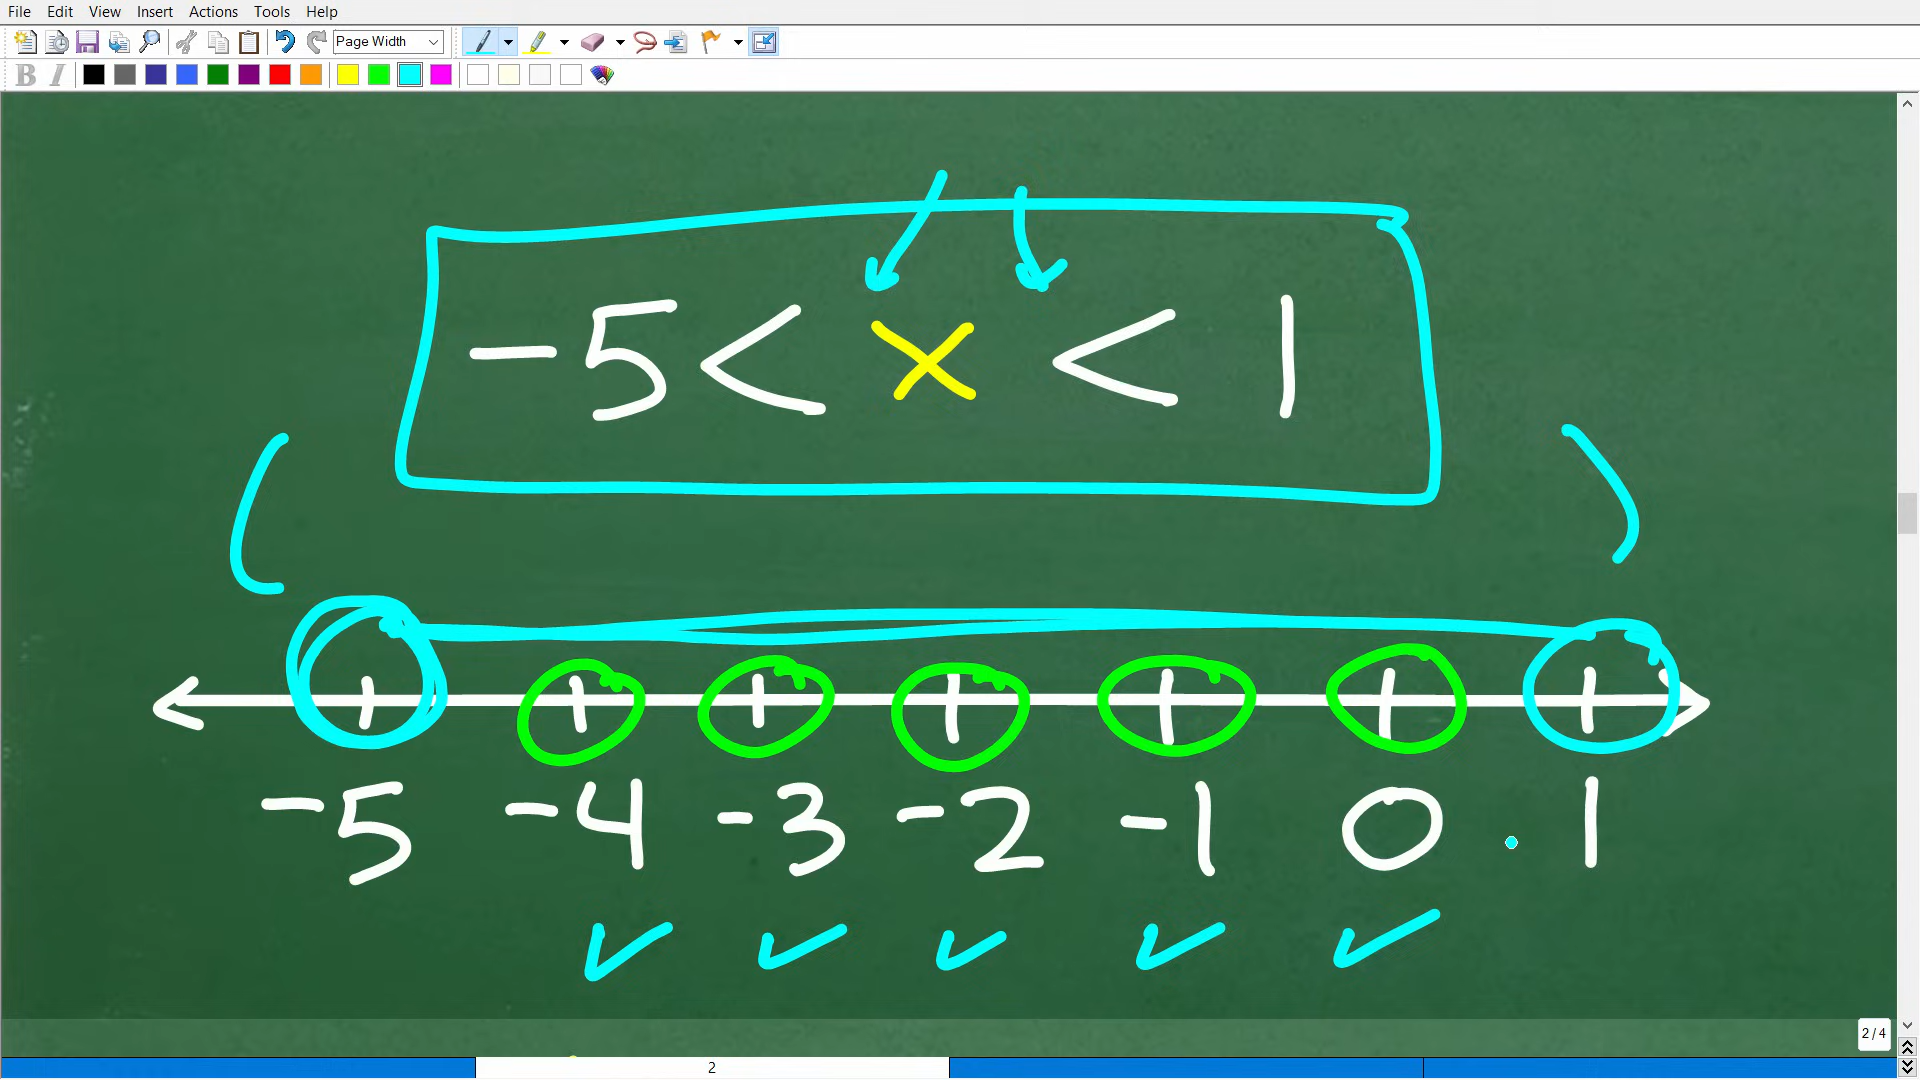 File Edit View Insert Actions Tools Help
Page Width
B I
-5 < x < 1
( )
-5 -4 -3 -2 -1 0 1
✓ ✓ ✓ ✓ ✓
2 / 4
2